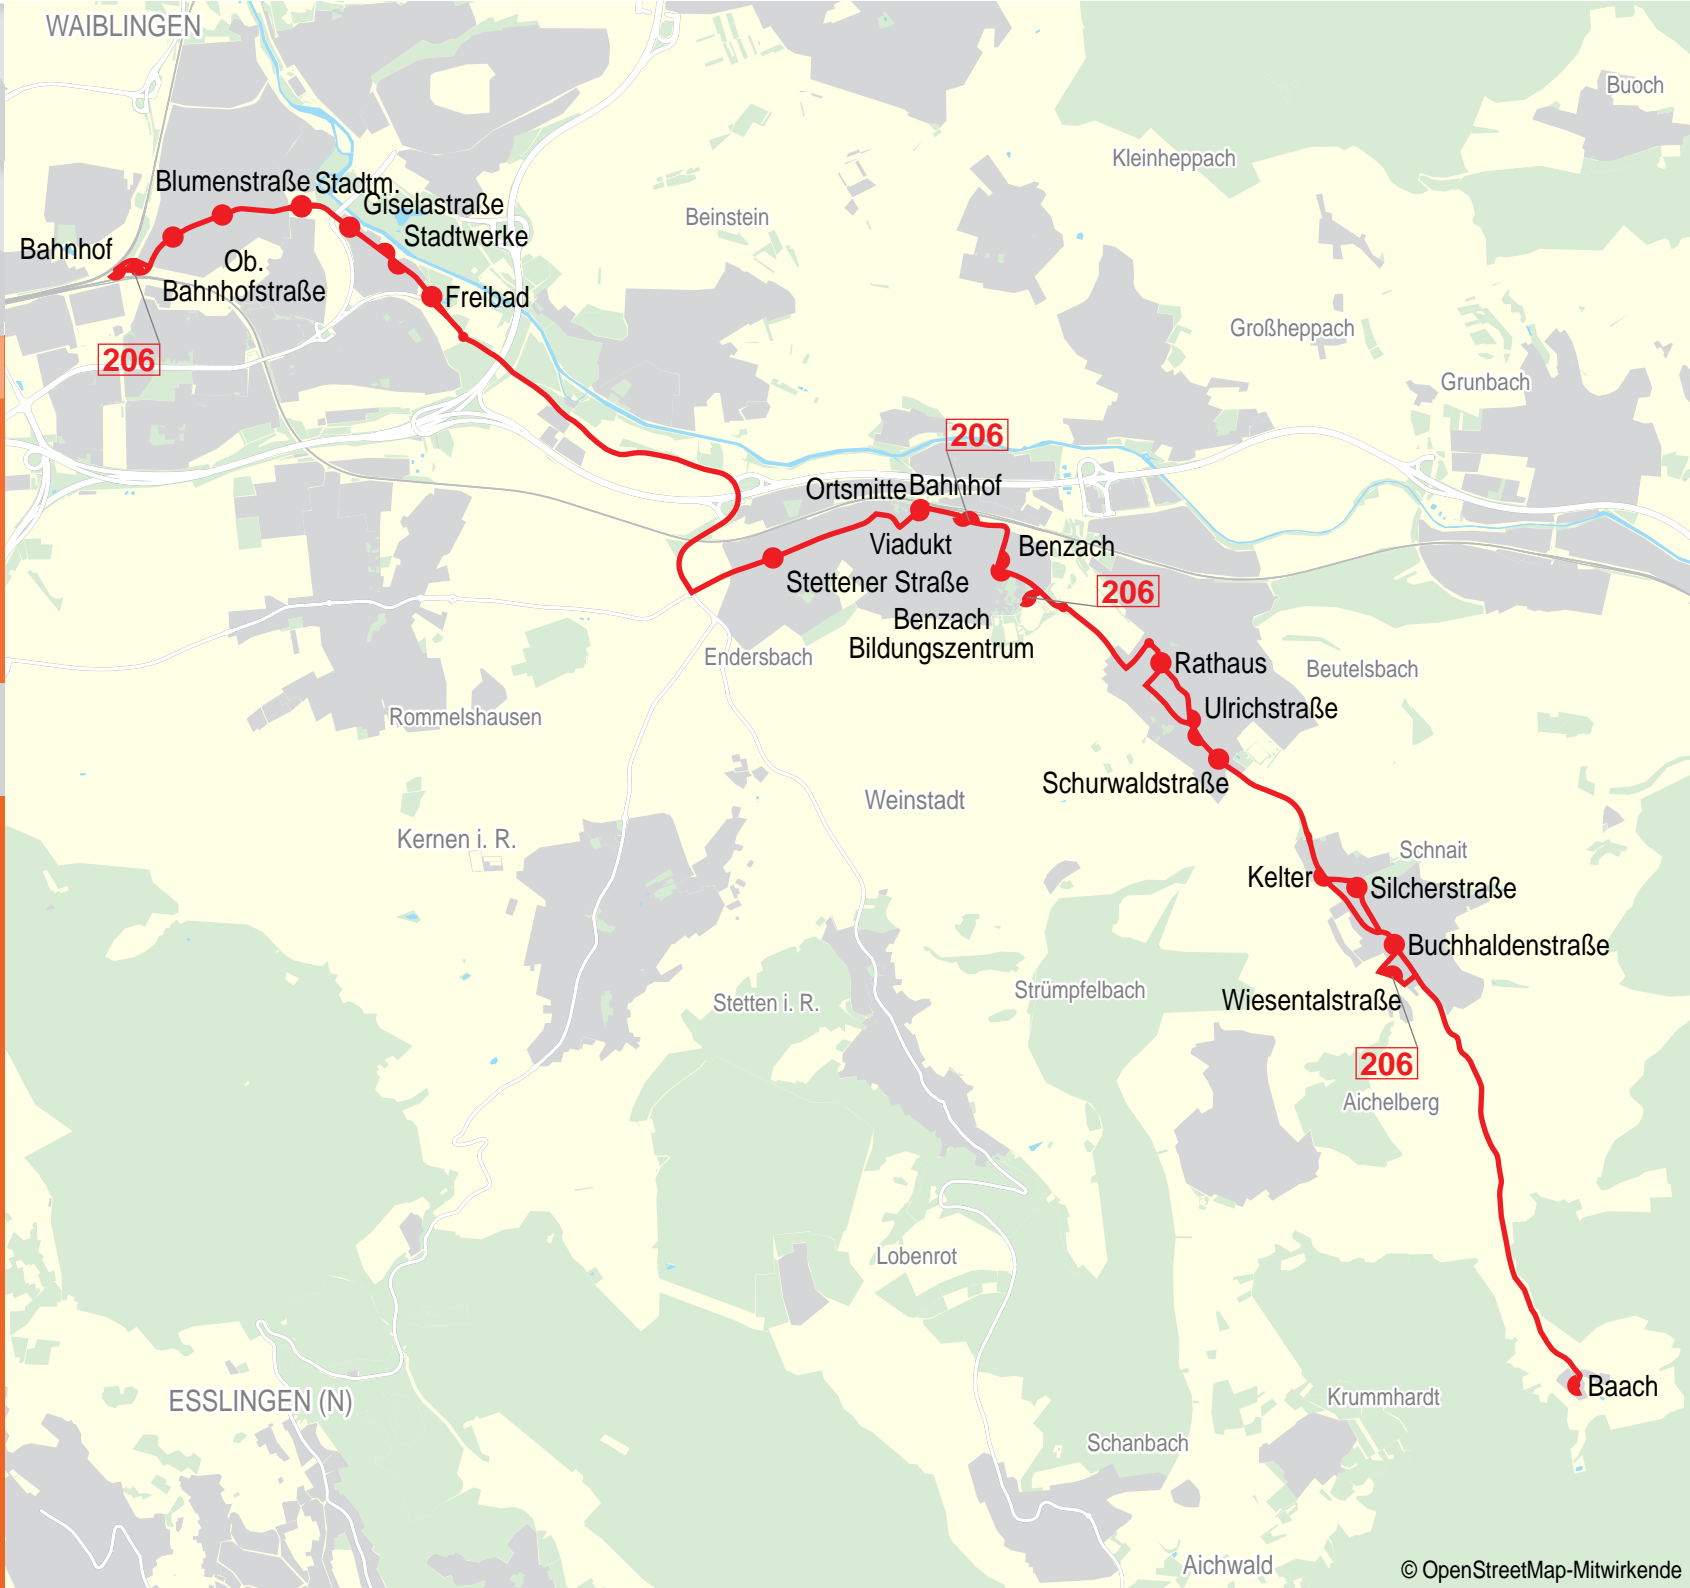 WAIBLINGEN
Buoch
Kleinheppach
Blumenstraße
Stadtm.
Giselastraße
Beinstein
Stadtwerke
Bahnhof
Ob.
Bahnhofstraße
Freibad
Großheppach
206
Grunbach
206
Ortsmitte
Bahnhof
Viadukt
Benzach
Stettener Straße
206
Benzach
Bildungszentrum
Endersbach
Rathaus
Beutelsbach
Rommelshausen
Ulrichstraße
Schurwaldstraße
Weinstadt
Kernen i. R.
Schnait
Kelter
Silcherstraße
Buchhaldenstraße
Strümpfelbach
Stetten i. R.
Wiesentalstraße
206
Aichelberg
Lobenrot
Baach
Krummhardt
ESSLINGEN (N)
Schanbach
Aichwald
© OpenStreetMap-Mitwirkende